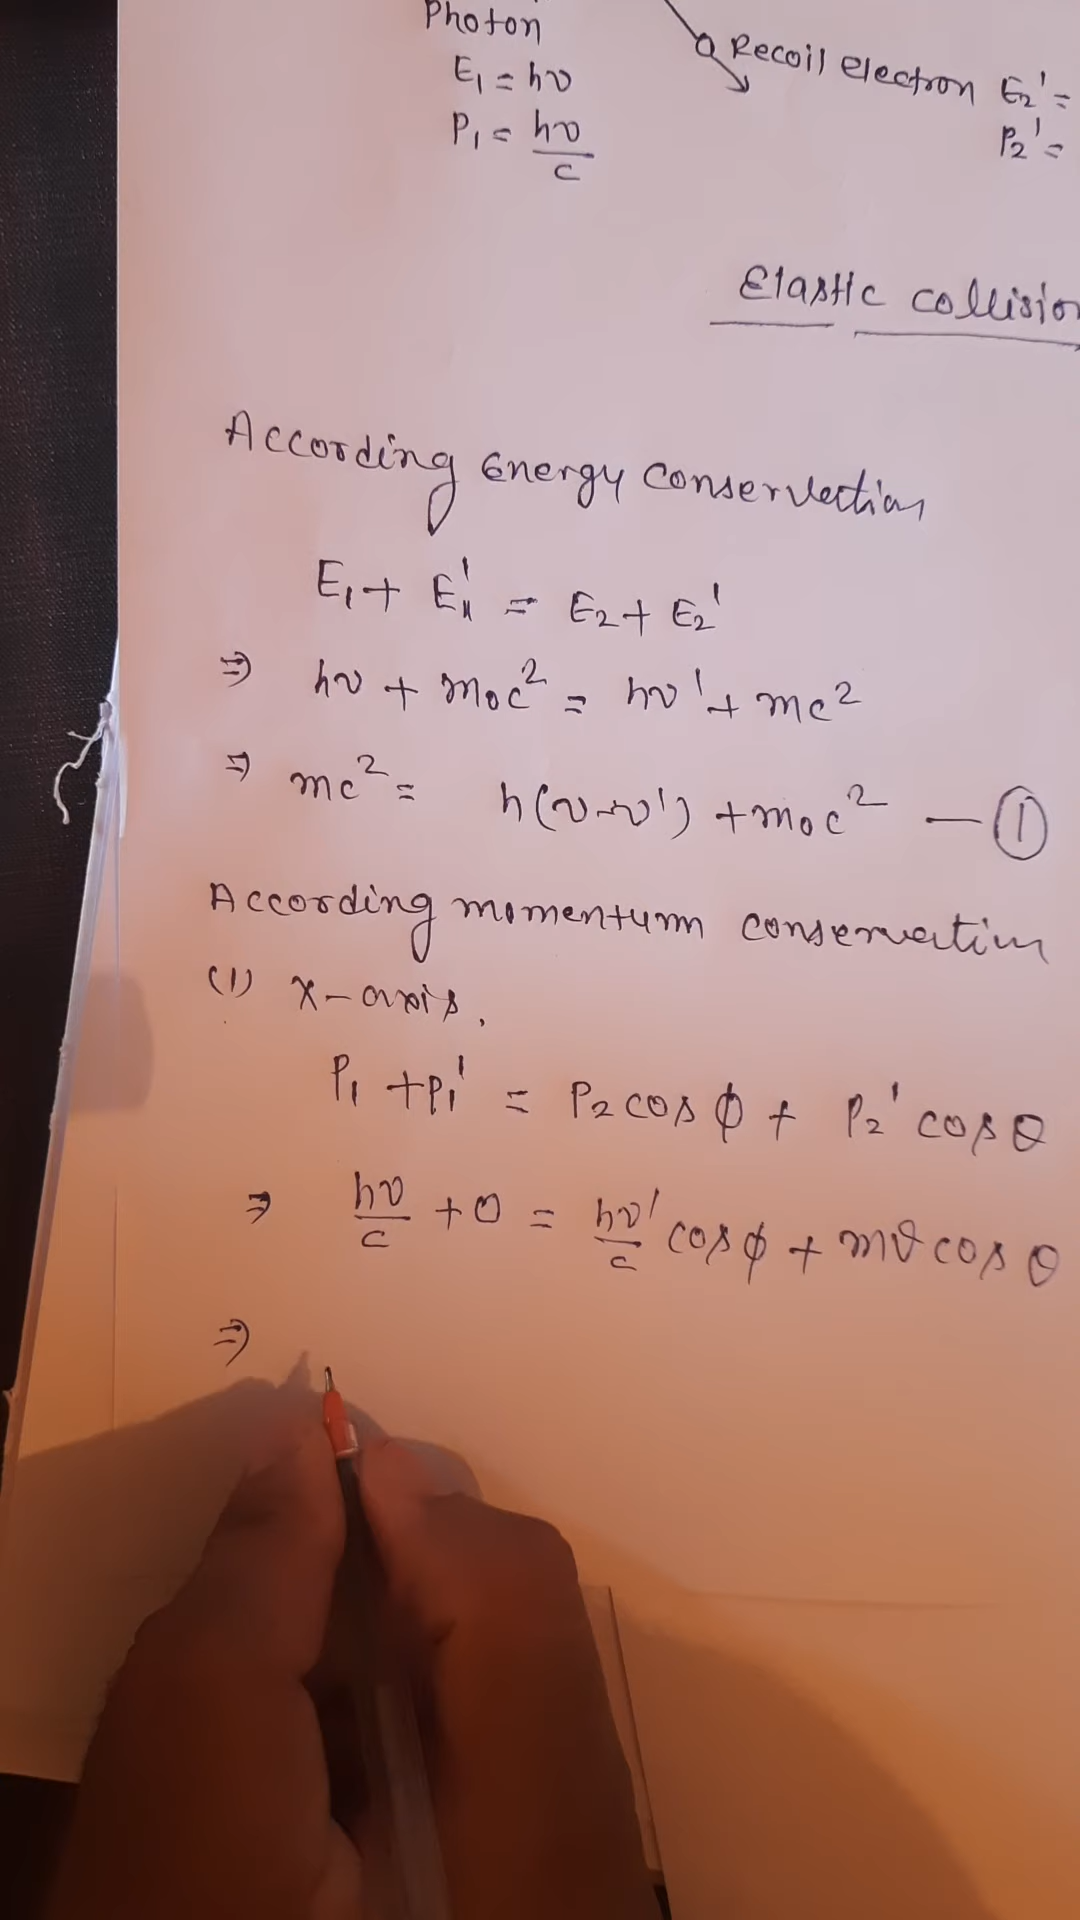 Photon
E₁ = hν
P₁ = hν/c
Recoil electron E₂' =
P₂' =
Elastic collision
According Energy conservation
E₁ + E₁' = E₂ + E₂'
⇒ hν + m₀c² = hν' + mc²
⇒ mc² = h(ν-ν') + m₀c² — ①
According momentum conservation
(1) x-axis,
P₁ + P₁' = P₂ cos ϕ + P₂' cos θ
⇒ hν/c + 0 = hν'/c cos ϕ + mv cos θ
⇒